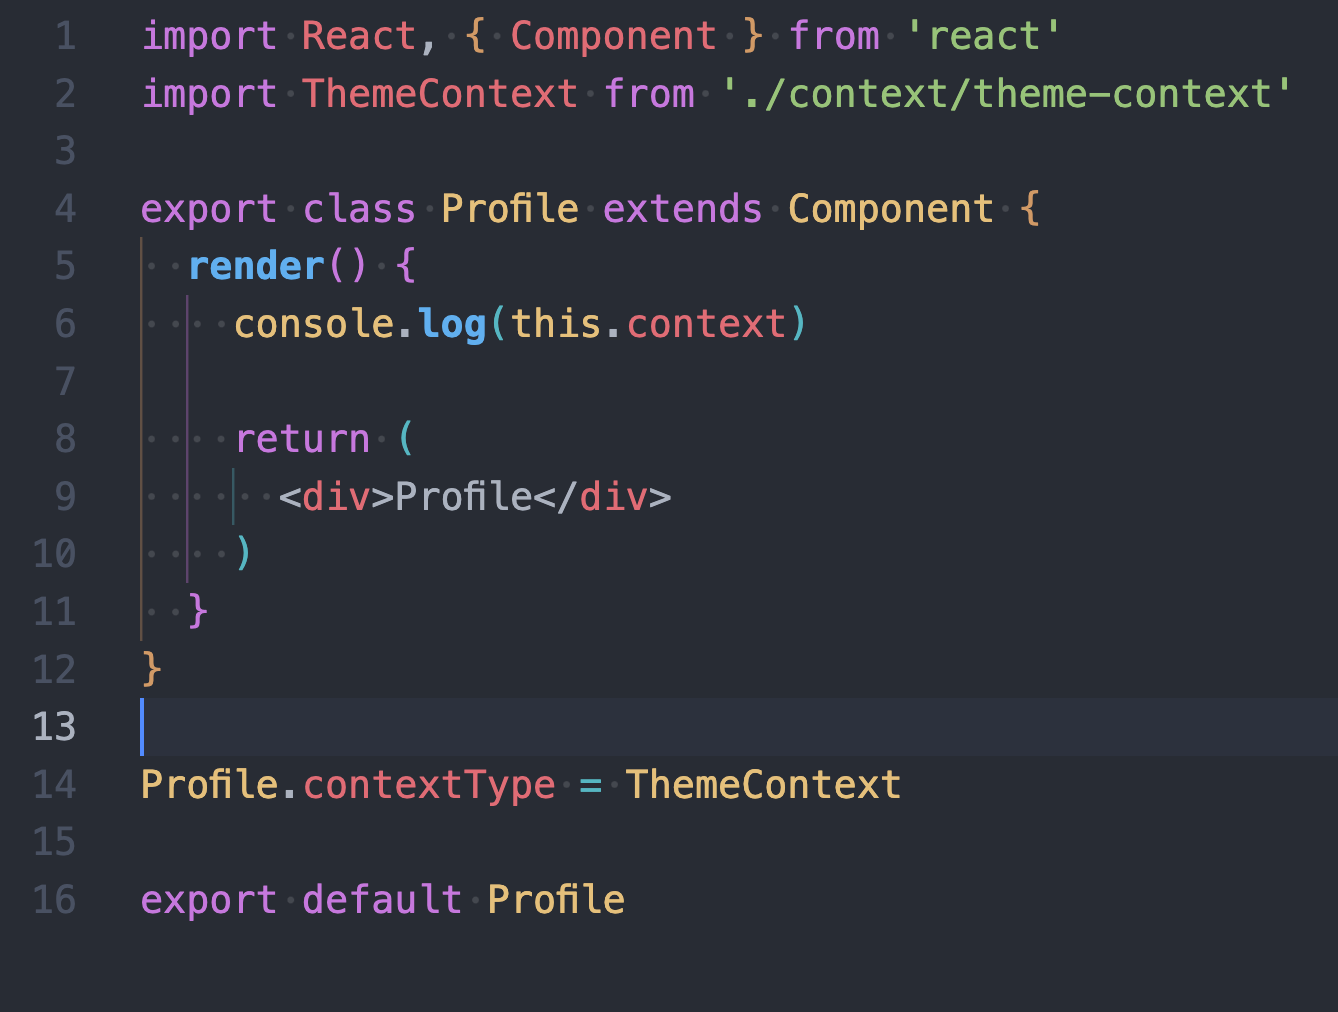 1 import React, { Component } from 'react'
2 import ThemeContext from './context/theme-context'
3
4 export class Profile extends Component {
5   render() {
6     console.log(this.context)
7
8     return (
9       <div>Profile</div>
10     )
11   }
12 }
13
14 Profile.contextType = ThemeContext
15
16 export default Profile